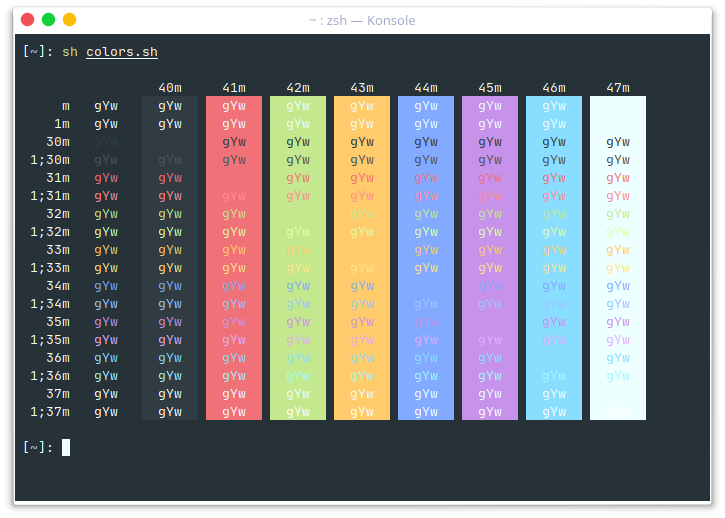 ~ : zsh — Konsole
[~]: sh colors.sh
40m 41m 42m 43m 44m 45m 46m 47m
m gYw gYw gYw gYw gYw gYw gYw gYw
1m gYw gYw gYw gYw gYw gYw gYw gYw
30m gYw gYw gYw gYw gYw gYw gYw gYw
1;30m gYw gYw gYw gYw gYw gYw gYw gYw gYw
31m gYw gYw gYw gYw gYw gYw gYw gYw
1;31m gYw gYw gYw gYw gYw gYw gYw gYw gYw
32m gYw gYw gYw gYw gYw gYw gYw gYw
1;32m gYw gYw gYw gYw gYw gYw gYw gYw gYw
33m gYw gYw gYw gYw gYw gYw gYw gYw
1;33m gYw gYw gYw gYw gYw gYw gYw gYw gYw
34m gYw gYw gYw gYw gYw gYw gYw gYw
1;34m gYw gYw gYw gYw gYw gYw gYw gYw gYw
35m gYw gYw gYw gYw gYw gYw gYw gYw
1;35m gYw gYw gYw gYw gYw gYw gYw gYw gYw
36m gYw gYw gYw gYw gYw gYw gYw gYw
1;36m gYw gYw gYw gYw gYw gYw gYw gYw gYw
37m gYw gYw gYw gYw gYw gYw gYw gYw
1;37m gYw gYw gYw gYw gYw gYw gYw gYw
[~]: